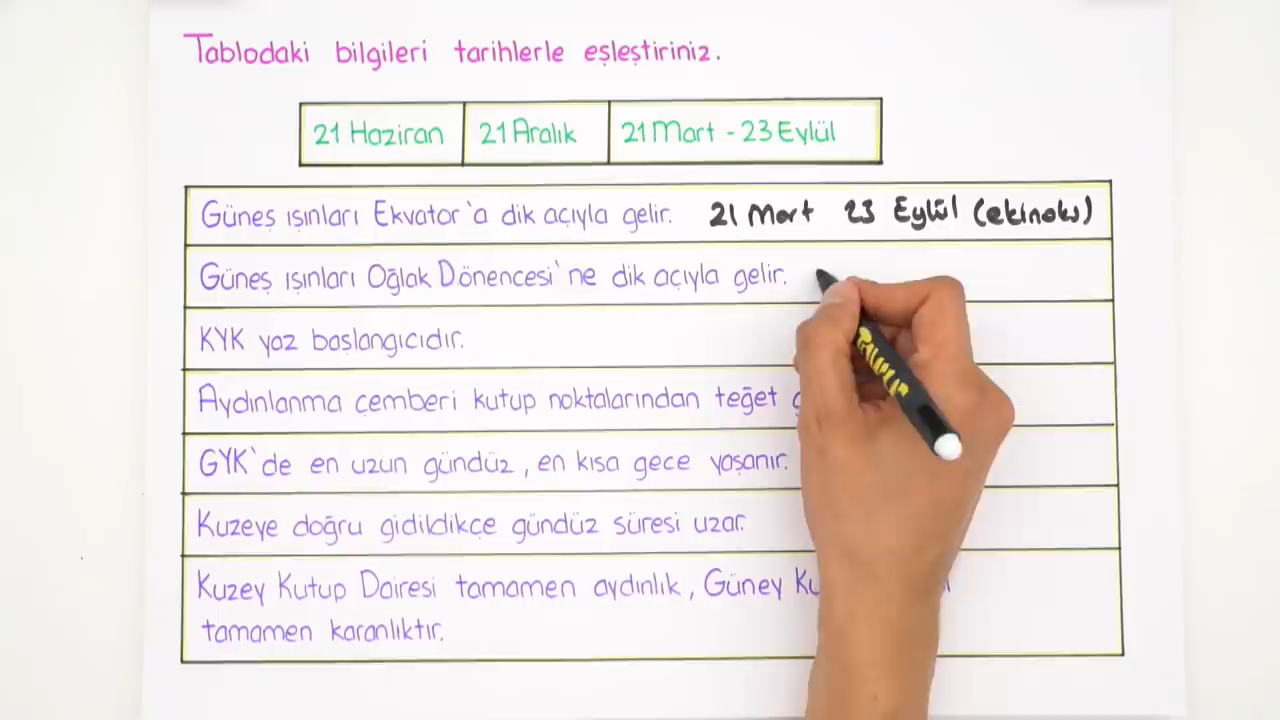 Tablodaki bilgileri tarihlerle eşleştiriniz.
21 Haziran 21 Aralık 21 Mart - 23 Eylül
Güneş ışınları Ekvator'a dik açıyla gelir. 21 Mart 23 Eylül (ekinoks)
Güneş ışınları Oğlak Dönencesi'ne dik açıyla gelir.
KYK yaz başlangıcıdır.
Aydınlanma çemberi kutup noktalarından teğet
GYK'de en uzun gündüz, en kısa gece yaşanır.
Kuzeye doğru gidildikçe gündüz süresi uzar.
Kuzey Kutup Dairesi tamamen aydınlık, Güney
tamamen karanlıktır.